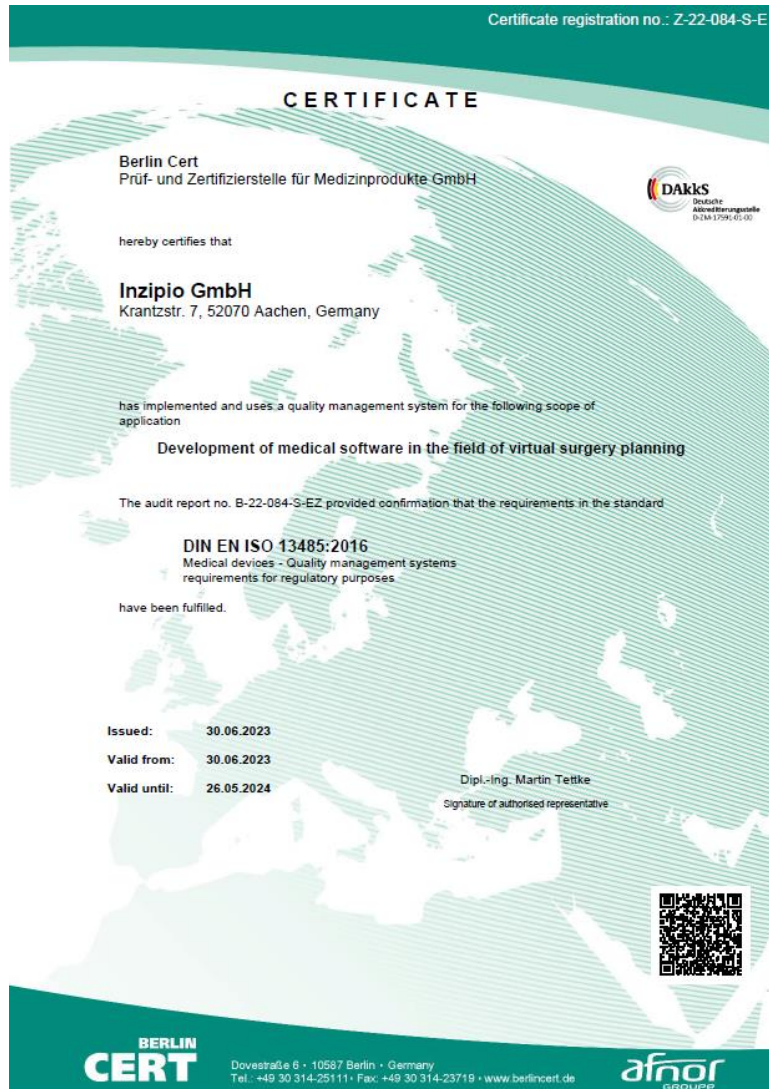 Certificate registration no.: Z-22-084-S-E
CERTIFICATE
Berlin Cert
Prüf- und Zertifizierstelle für Medizinprodukte GmbH
DAkkS
Deutsche
Akkreditierungsstelle
D-ZM-17591-01-00
hereby certifies that
Inzipio GmbH
Krantzstr. 7, 52070 Aachen, Germany
has implemented and uses a quality management system for the following scope of
application
Development of medical software in the field of virtual surgery planning
The audit report no. B-22-084-S-EZ provided confirmation that the requirements in the standard
DIN EN ISO 13485:2016
Medical devices - Quality management systems
requirements for regulatory purposes
have been fulfilled.
Issued: 30.06.2023
Valid from: 30.06.2023
Valid until: 26.05.2024
Dipl.-Ing. Martin Tettke
Signature of authorised representative
BERLIN
CERT
Dovestraße 6 • 10587 Berlin • Germany
Tel.: +49 30 314-25111 • Fax: +49 30 314-23719 • www.berlincert.de
afnor
GROUPE